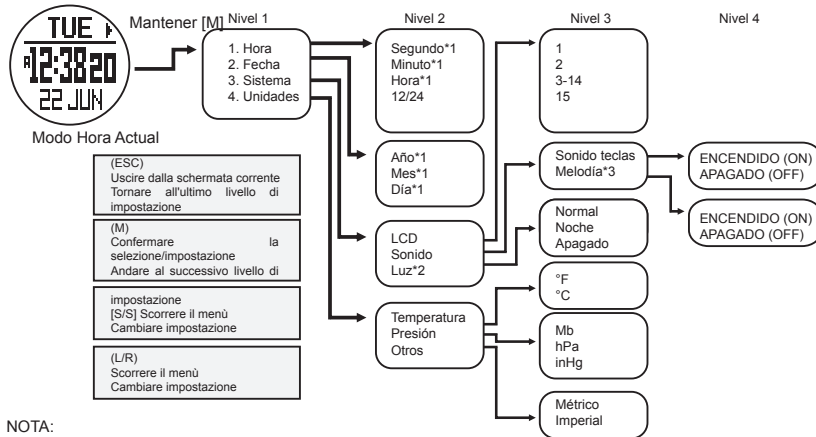 Mantener [M]
Nivel 1
Nivel 2
Nivel 3
Nivel 4
TUE
A12:38 20
22 JUN
Modo Hora Actual
1. Hora
2. Fecha
3. Sistema
4. Unidades
Segundo*1
Minuto*1
Hora*1
12/24
1
2
3-14
15
Año*1
Mes*1
Día*1
Sonido teclas
Melodía*3
ENCENDIDO (ON)
APAGADO (OFF)
ENCENDIDO (ON)
APAGADO (OFF)
LCD
Sonido
Luz*2
Normal
Noche
Apagado
Temperatura
Presión
Otros
°F
°C
Mb
hPa
inHg
Métrico
Imperial
(ESC)
Uscire dalla schermata corrente
Tornare all'ultimo livello di
impostazione
(M)
Confermare la
selezione/impostazione
Andare al successivo livello di
impostazione
[S/S] Scorrere il menù
Cambiare impostazione
(L/R)
Scorrere il menù
Cambiare impostazione
NOTA: